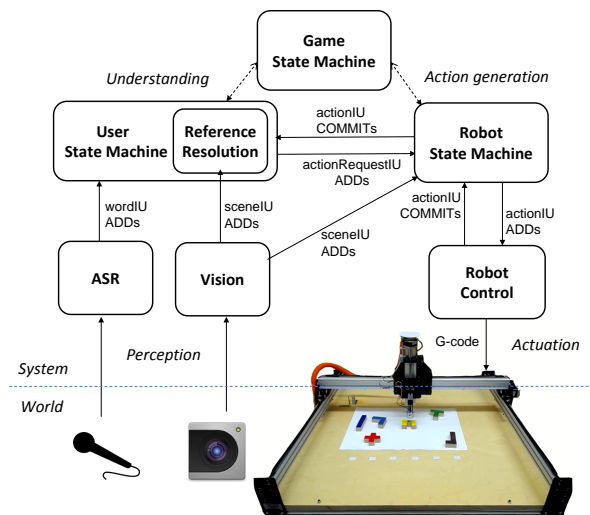 Game
State Machine
Understanding
Action generation
User
State Machine
Reference
Resolution
actionIU
COMMITs
actionRequestIU
ADDs
Robot
State Machine
wordIU
ADDs
sceneIU
ADDs
sceneIU
ADDs
actionIU
COMMITs
actionIU
ADDs
ASR
Vision
Robot
Control
Perception
G-code
Actuation
System
World